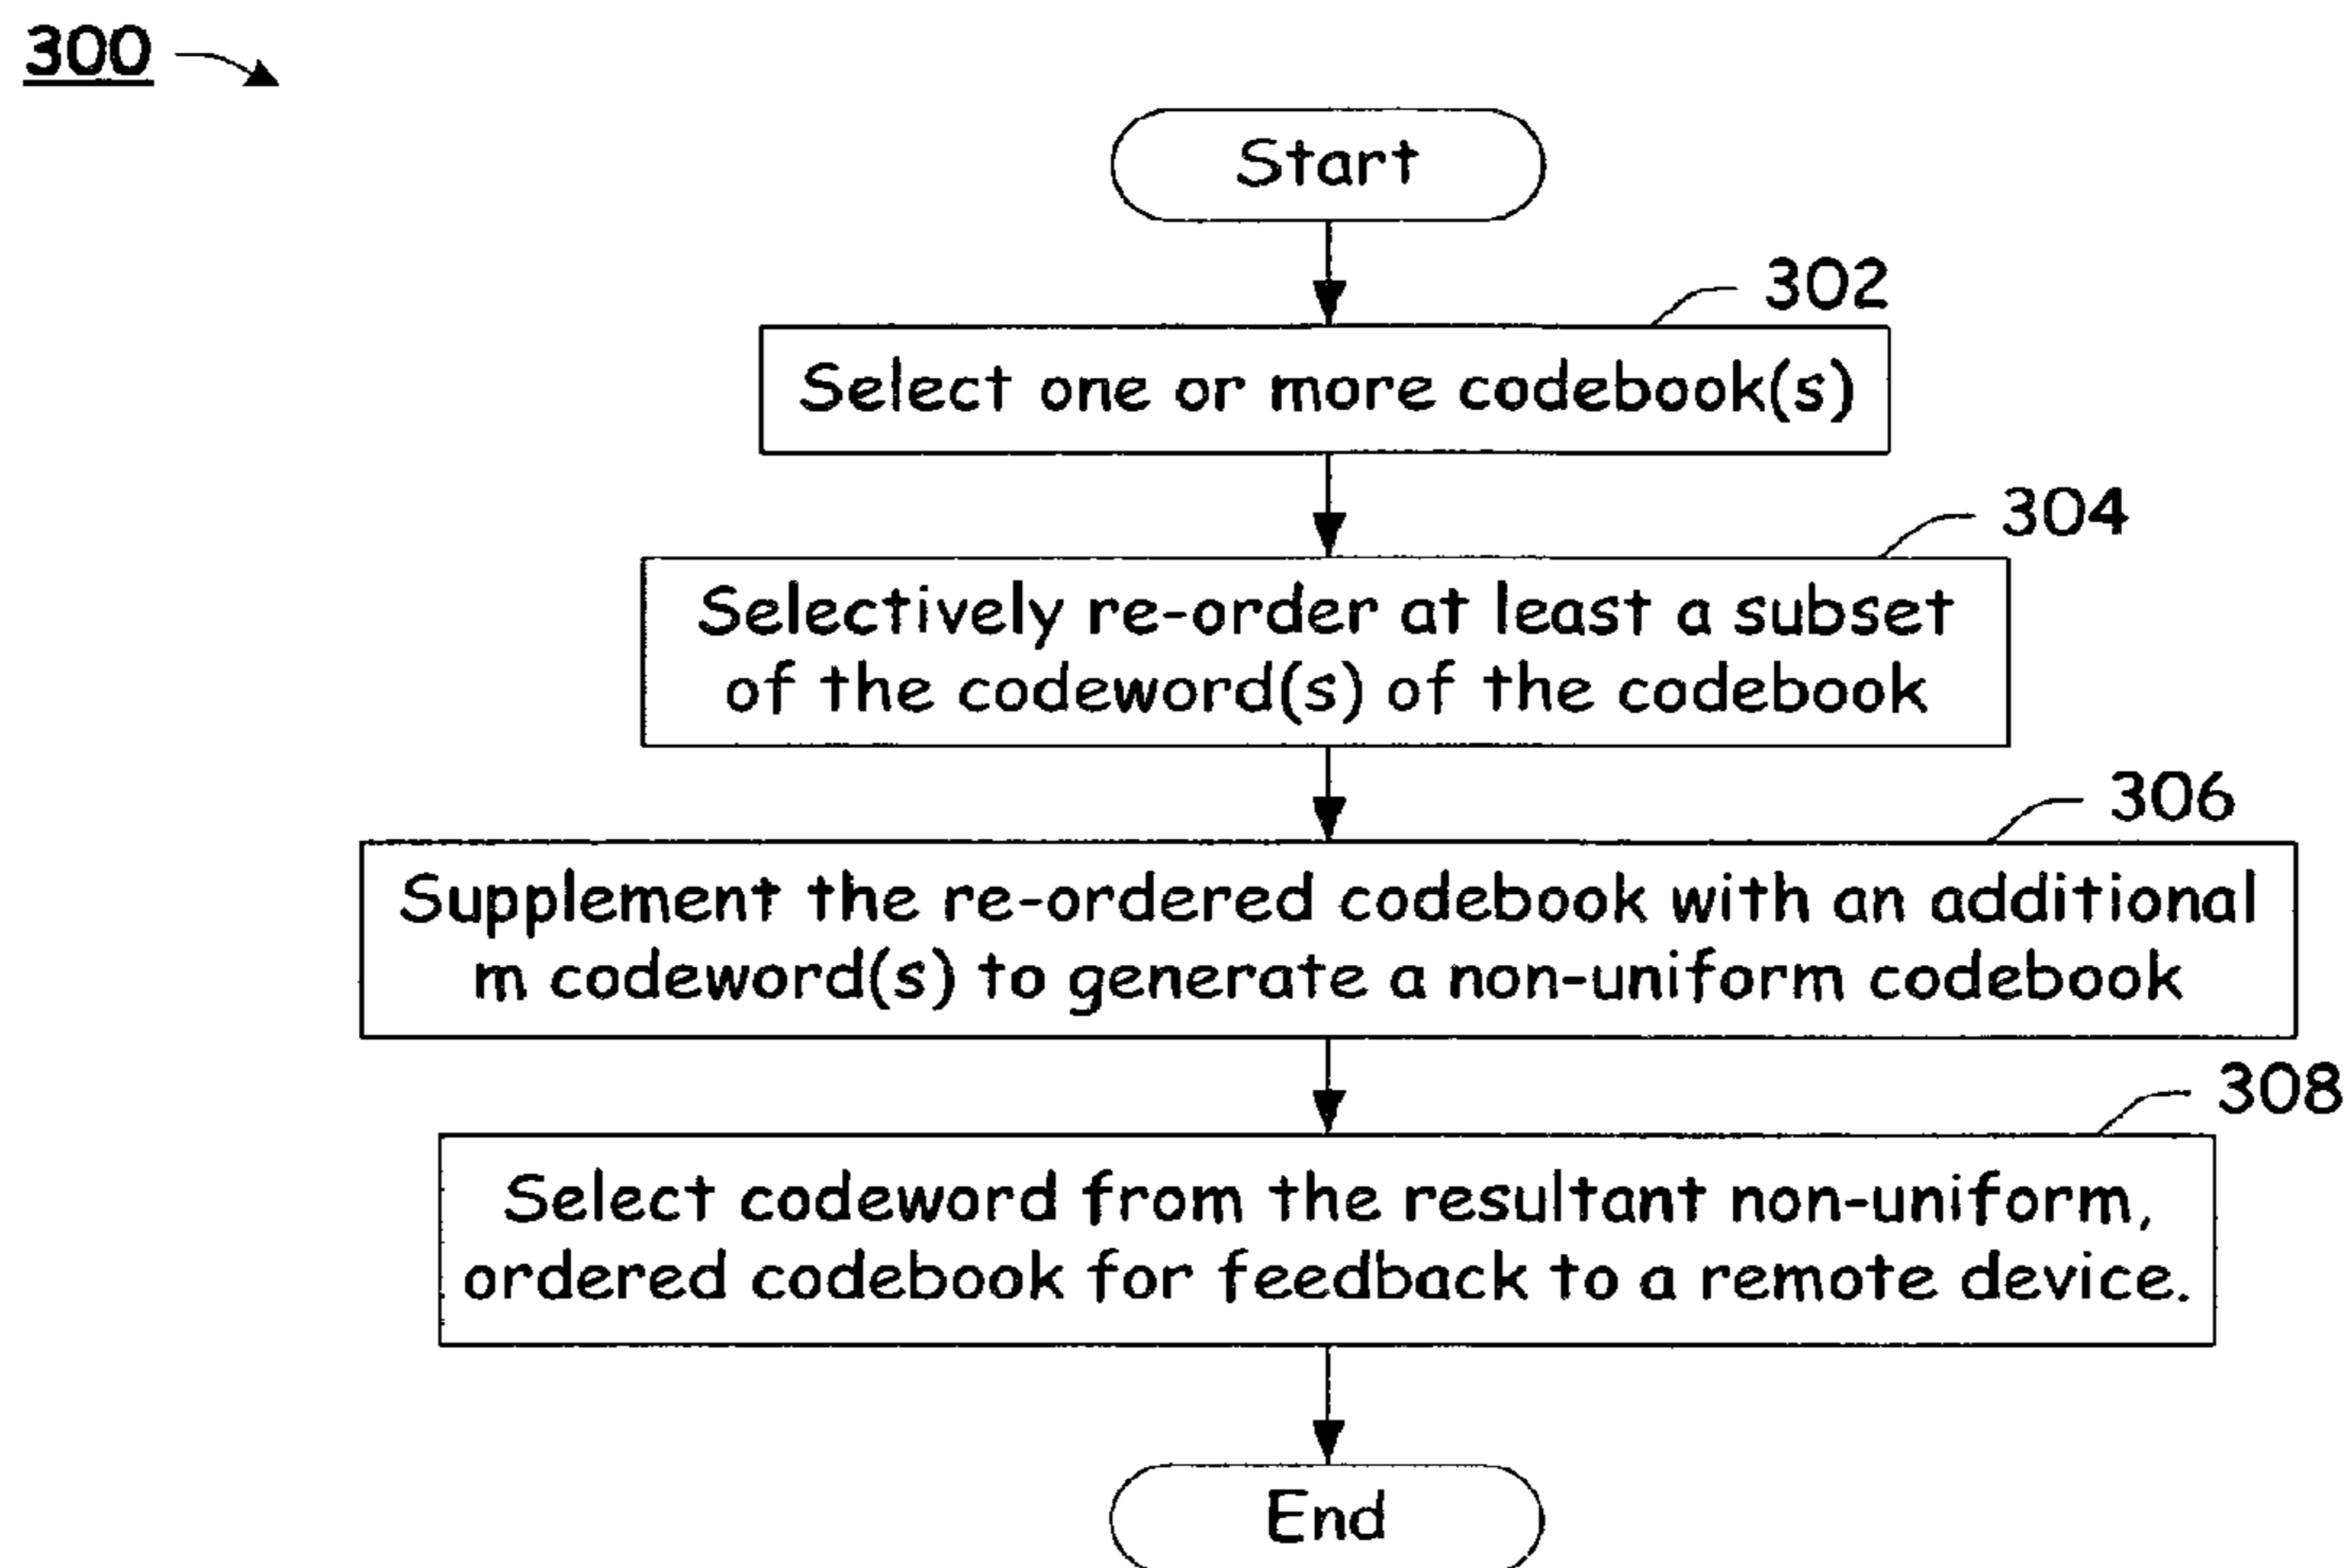 300
Start
302
Select one or more codebook(s)
304
Selectively re-order at least a subset
of the codeword(s) of the codebook
306
Supplement the re-ordered codebook with an additional
m codeword(s) to generate a non-uniform codebook
308
Select codeword from the resultant non-uniform,
ordered codebook for feedback to a remote device.
End